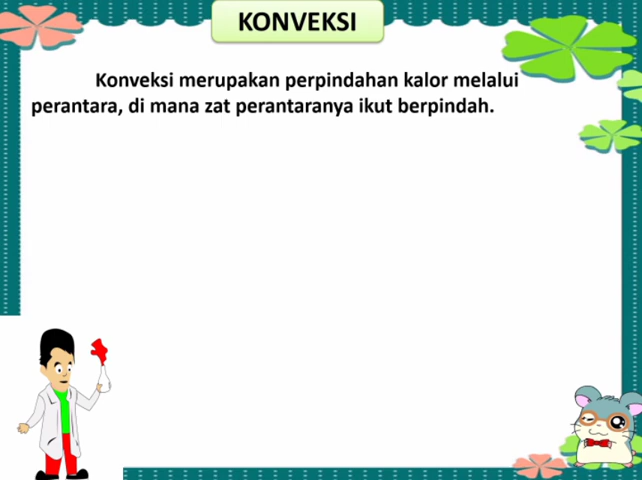 KONVEKSI
Konveksi merupakan perpindahan kalor melalui
perantara, di mana zat perantaranya ikut berpindah.